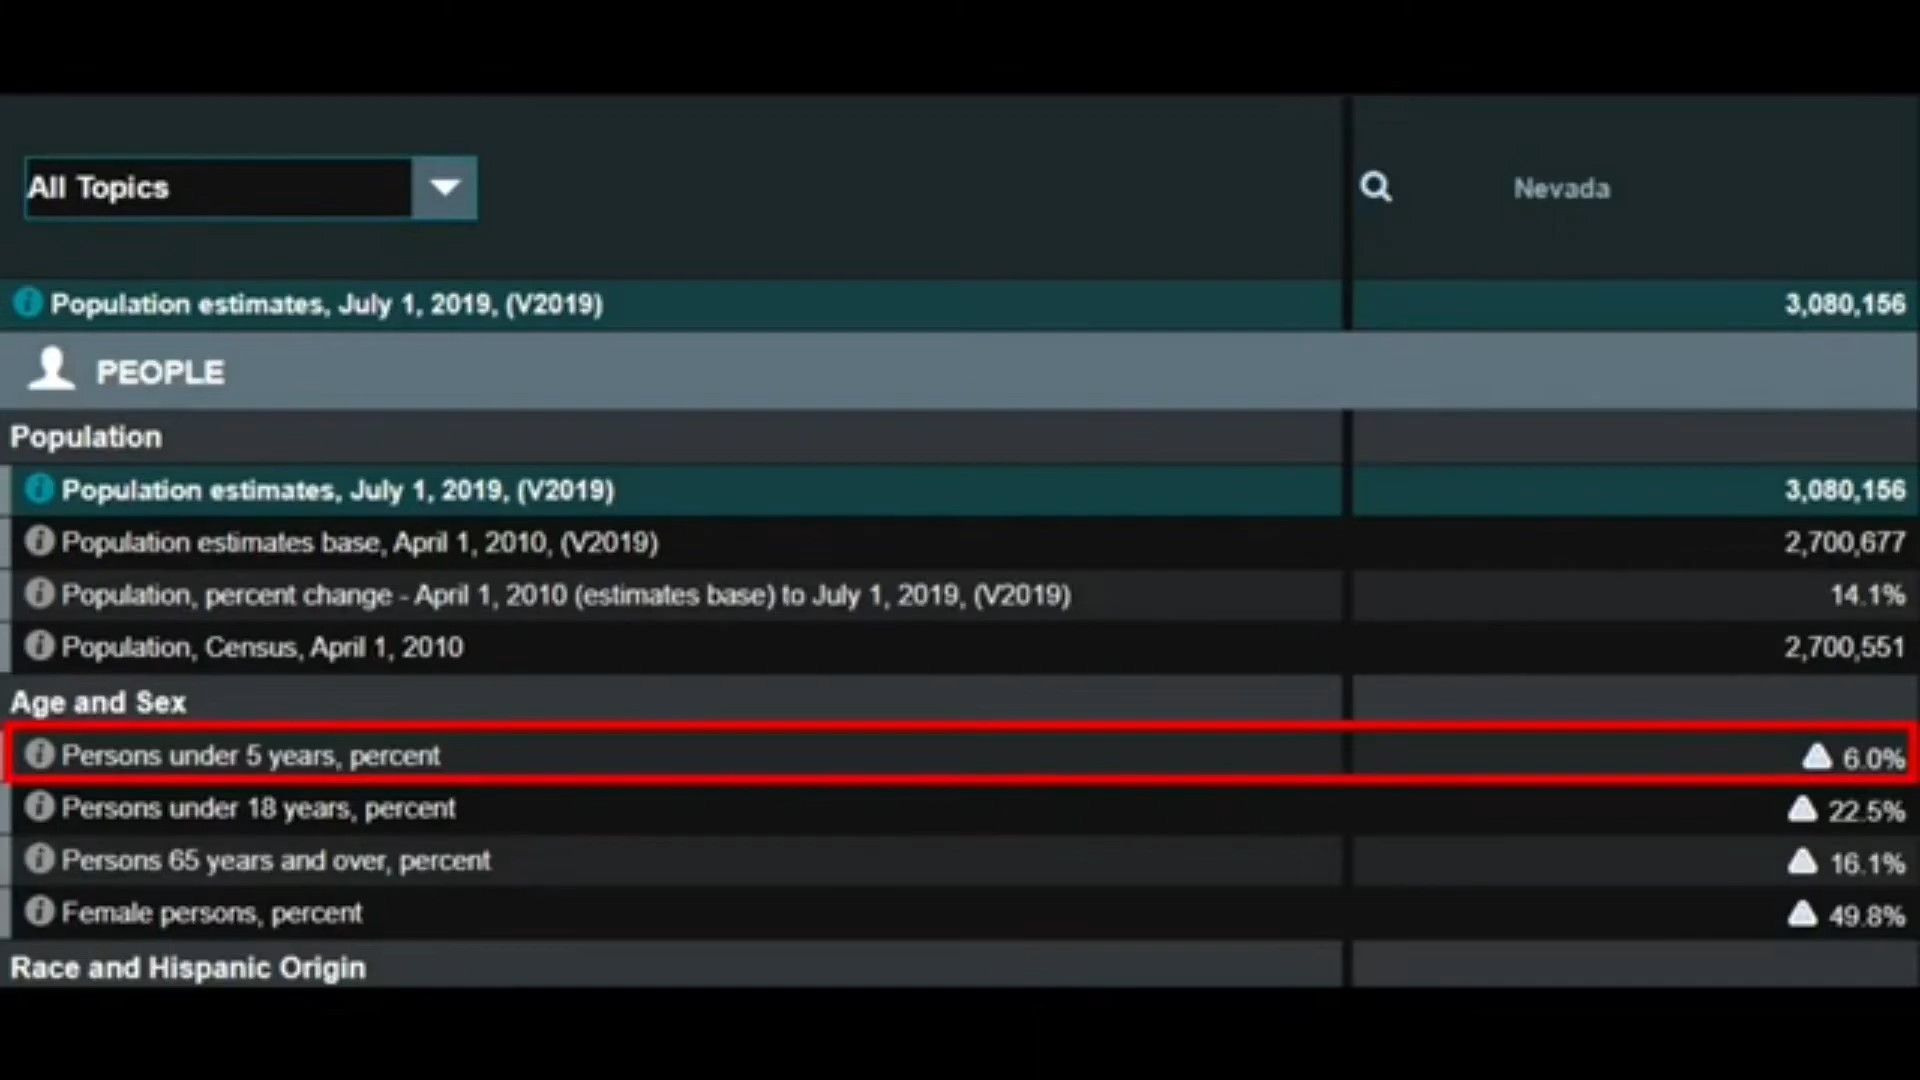 All Topics Nevada
Population estimates, July 1, 2019, (V2019) 3,080,156
PEOPLE
Population
Population estimates, July 1, 2019, (V2019) 3,080,156
Population estimates base, April 1, 2010, (V2019) 2,700,677
Population, percent change - April 1, 2010 (estimates base) to July 1, 2019, (V2019) 14.1%
Population, Census, April 1, 2010 2,700,551
Age and Sex
Persons under 5 years, percent 6.0%
Persons under 18 years, percent 22.5%
Persons 65 years and over, percent 16.1%
Female persons, percent 49.8%
Race and Hispanic Origin